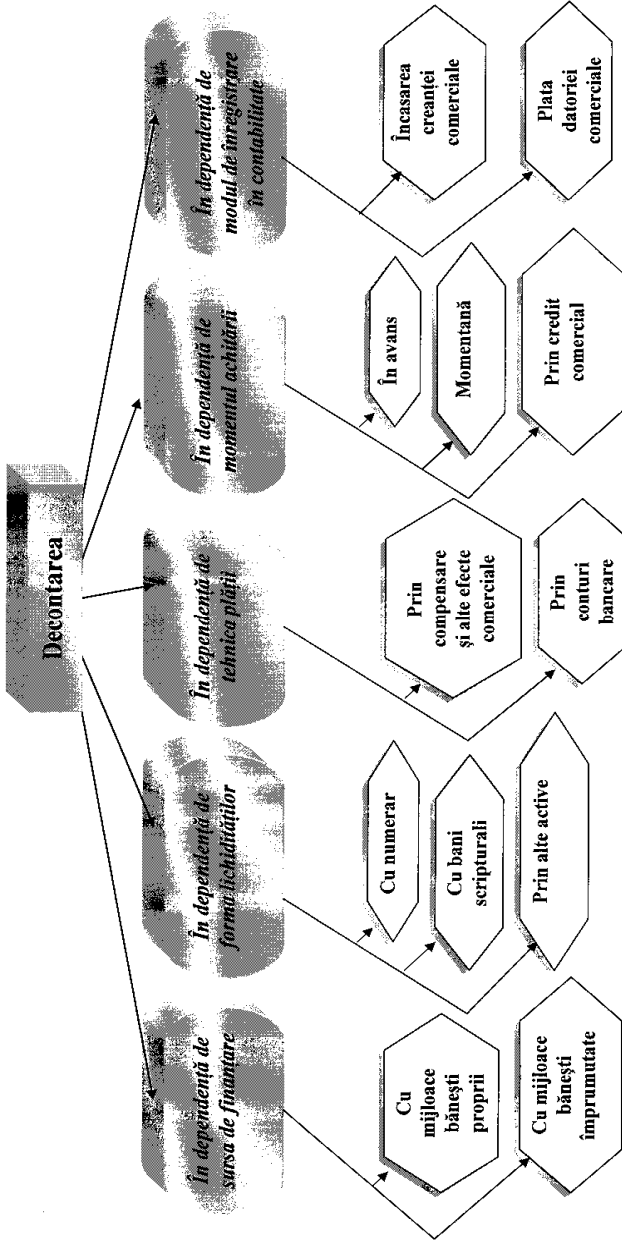 Decontarea
În dependență de
sursa de finanțare
În dependență de
forma lichidităților
În dependență de
tehnica plății
În dependență de
momentul achitării
În dependență de
modul de înregistrare
în contabilitate
Cu
mijloace
bănești
proprii
Cu mijloace
bănești
împrumutate
Cu numerar
Cu bani
scripturali
Prin alte active
Prin
compensare
și alte efecte
comerciale
Prin
conturi
bancare
În avans
Momentană
Prin credit
comercial
Încasarea
creanței
comerciale
Plata
datoriei
comerciale